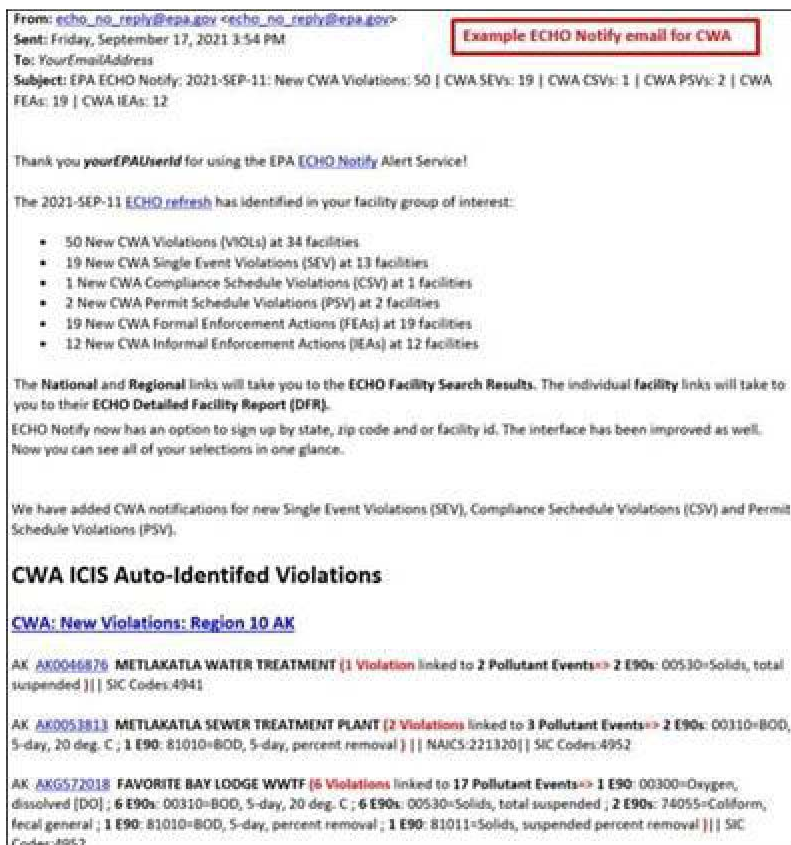 From: echo_no_reply@epa.gov <echo_no_reply@epa.gov>
Example ECHO Notify email for CWA
Sent: Friday, September 17, 2021 3:54 PM
To: YourEmailAddress
Subject: EPA ECHO Notify: 2021-SEP-11: New CWA Violations: 50 | CWA SEVs: 19 | CWA CSVs: 1 | CWA PSVs: 2 | CWA
FEAs: 19 | CWA IEAs: 12
Thank you yourEPAUserId for using the EPA ECHO Notify Alert Service!
The 2021-SEP-11 ECHO refresh has identified in your facility group of interest:
• 50 New CWA Violations (VIOLs) at 34 facilities
• 19 New CWA Single Event Violations (SEV) at 13 facilities
• 1 New CWA Compliance Schedule Violations (CSV) at 1 facilities
• 2 New CWA Permit Schedule Violations (PSV) at 2 facilities
• 19 New CWA Formal Enforcement Actions (FEAs) at 19 facilities
• 12 New CWA Informal Enforcement Actions (IEAs) at 12 facilities
The National and Regional links will take you to the ECHO Facility Search Results. The individual facility links will take to
you to their ECHO Detailed Facility Report (DFR).
ECHO Notify now has an option to sign up by state, zip code and or facility id. The interface has been improved as well.
Now you can see all of your selections in one glance.
We have added CWA notifications for new Single Event Violations (SEV), Compliance Sechedule Violations (CSV) and Permit
Schedule Violations (PSV).
CWA ICIS Auto-Identifed Violations
CWA: New Violations: Region 10 AK
AK AK0046876 METLAKATLA WATER TREATMENT (1 Violation linked to 2 Pollutant Events=> 2 E90s: 00530=Solids, total
suspended )|| SIC Codes:4941
AK AK0053813 METLAKATLA SEWER TREATMENT PLANT (2 Violations linked to 3 Pollutant Events=> 2 E90s: 00310=BOD,
5-day, 20 deg. C ; 1 E90: 81010=BOD, 5-day, percent removal ) || NAICS:221320|| SIC Codes:4952
AK AKG572018 FAVORITE BAY LODGE WWTF (6 Violations linked to 17 Pollutant Events=> 1 E90: 00300=Oxygen,
dissolved [DO] ; 6 E90s: 00310=BOD, 5-day, 20 deg. C ; 6 E90s: 00530=Solids, total suspended ; 2 E90s: 74055=Coliform,
fecal general ; 1 E90: 81010=BOD, 5-day, percent removal ; 1 E90: 81011=Solids, suspended percent removal )|| SIC
Codes:4952